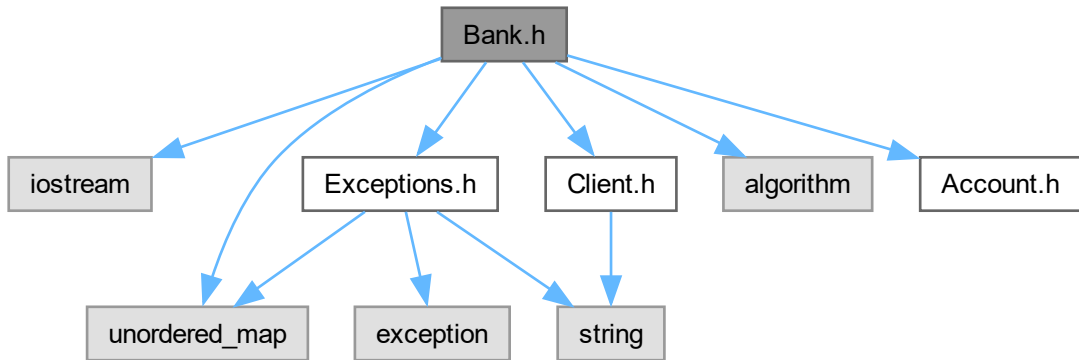 Bank.h
iostream
Exceptions.h
Client.h
algorithm
Account.h
unordered_map
exception
string